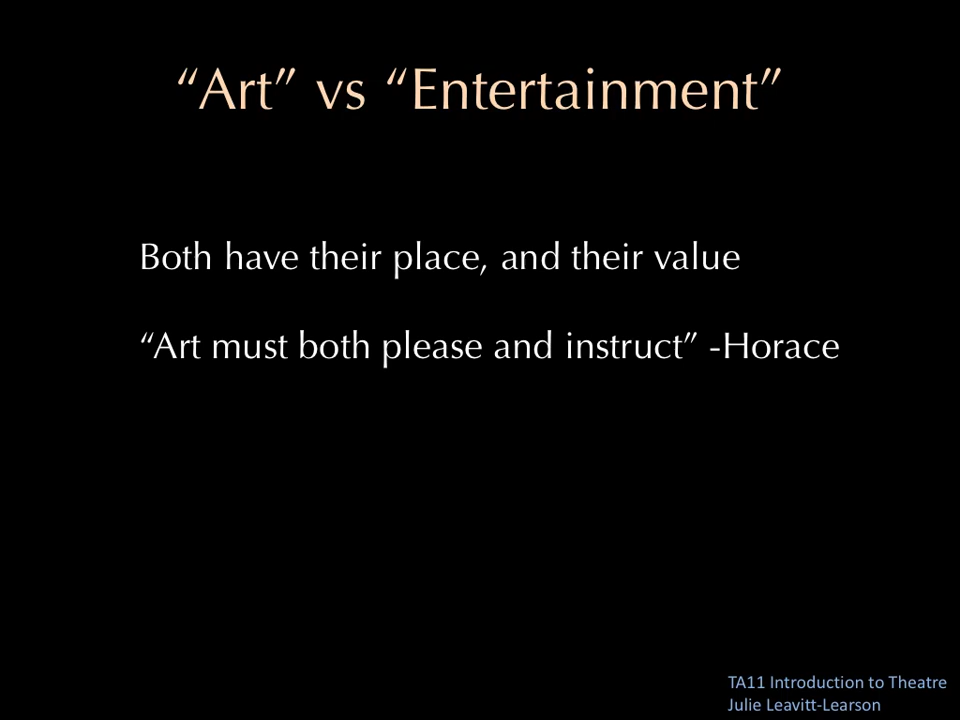 “Art” vs “Entertainment”
Both have their place, and their value
“Art must both please and instruct” -Horace
TA11 Introduction to Theatre
Julie Leavitt-Learson